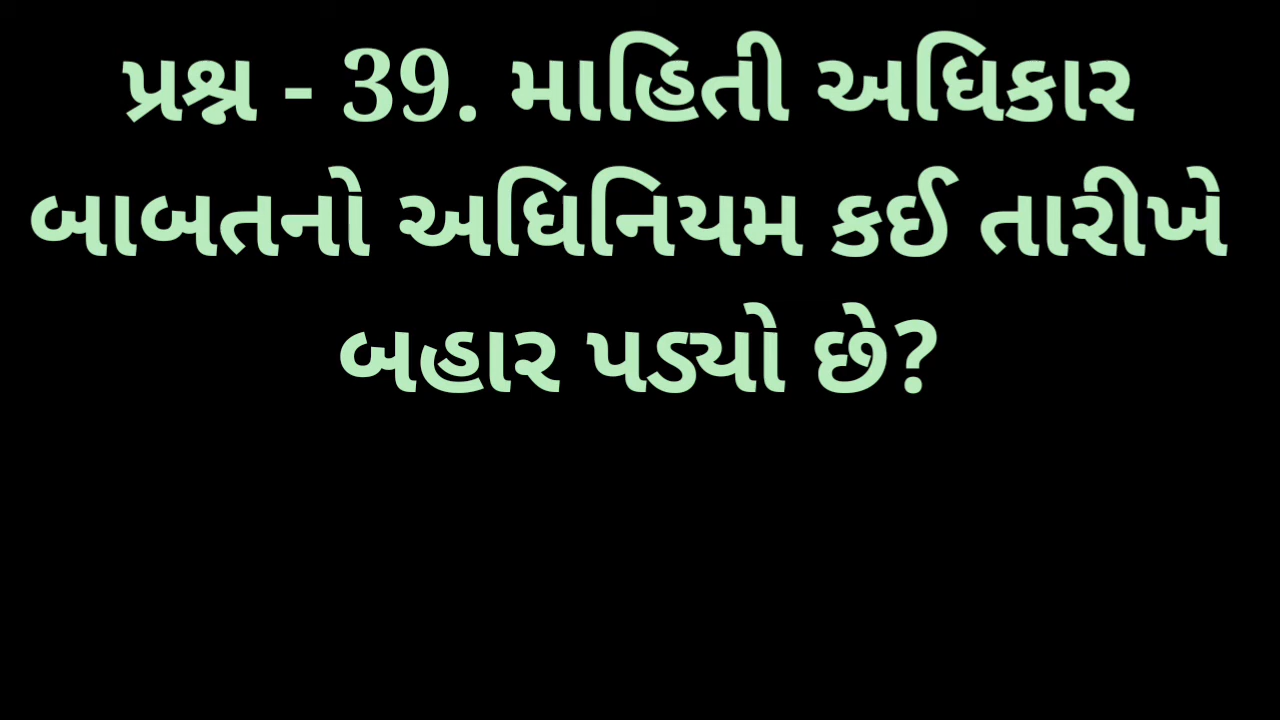 પ્રશ્ન - 39. માહિતી અધિકાર
બાબતનો અધિનિયમ કઈ તારીખે
બહાર પડ્યો છે?